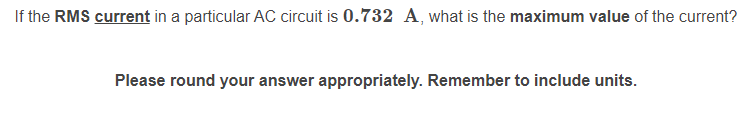 If the RMS current in a particular AC circuit is 0.732 A, what is the maximum value of the current?
Please round your answer appropriately. Remember to include units.